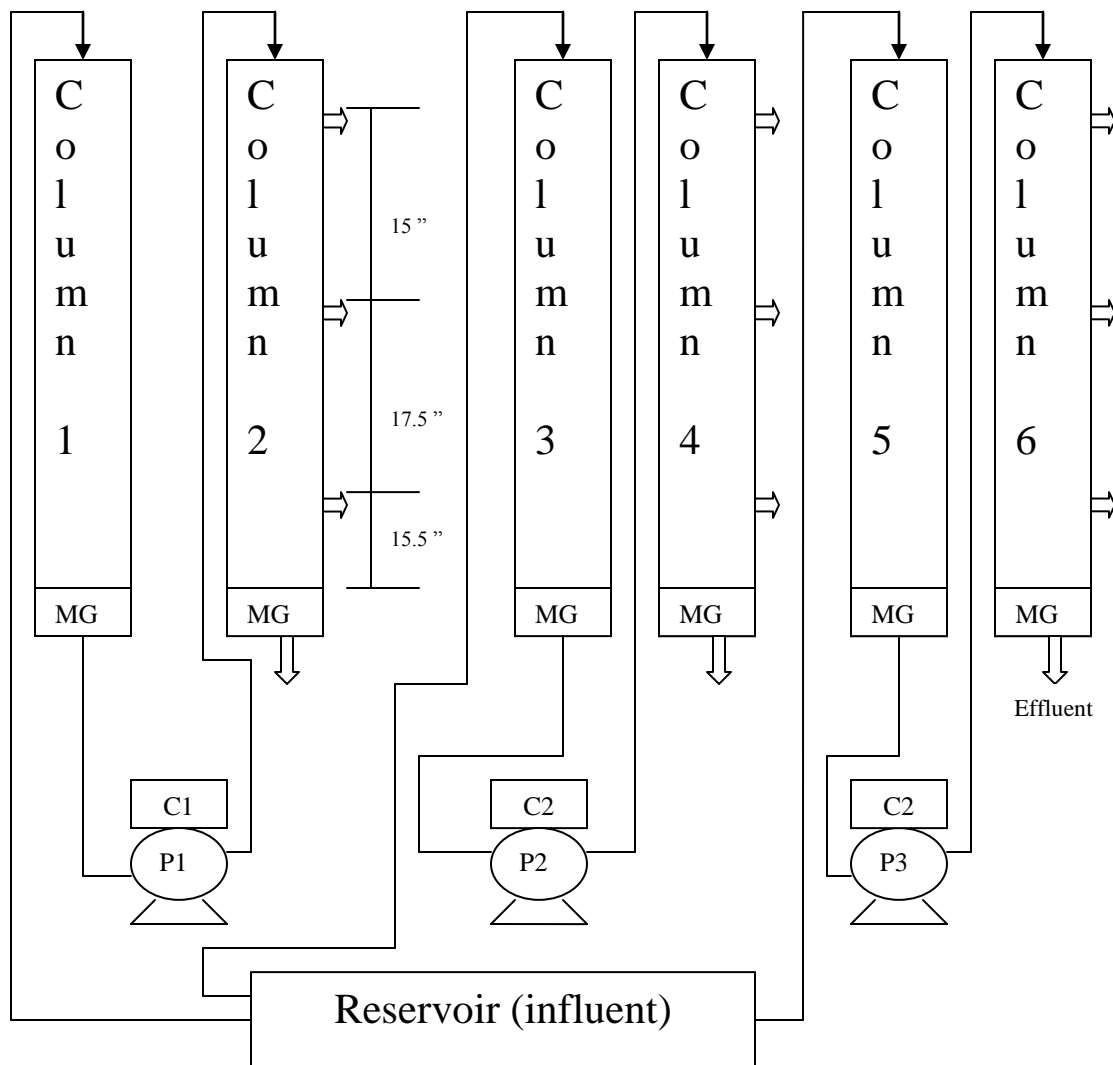 Column 1
Column 2
Column 3
Column 4
Column 5
Column 6
15 ”
17.5 ”
15.5 ”
MG
MG
MG
MG
MG
MG
Effluent
C1
C2
C2
P1
P2
P3
Reservoir (influent)